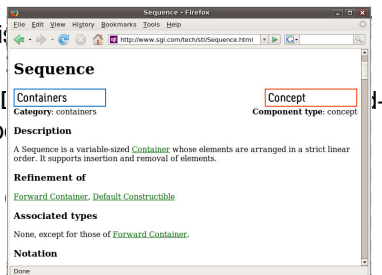 Sequence - Firefox
File Edit View History Bookmarks Tools Help
http://www.sgi.com/tech/stl/Sequence.html
Sequence
Containers Concept
Category: containers Component type: concept
Description
A Sequence is a variable-sized Container whose elements are arranged in a strict linear
order. It supports insertion and removal of elements.
Refinement of
Forward Container, Default Constructible
Associated types
None, except for those of Forward Container.
Notation
Done